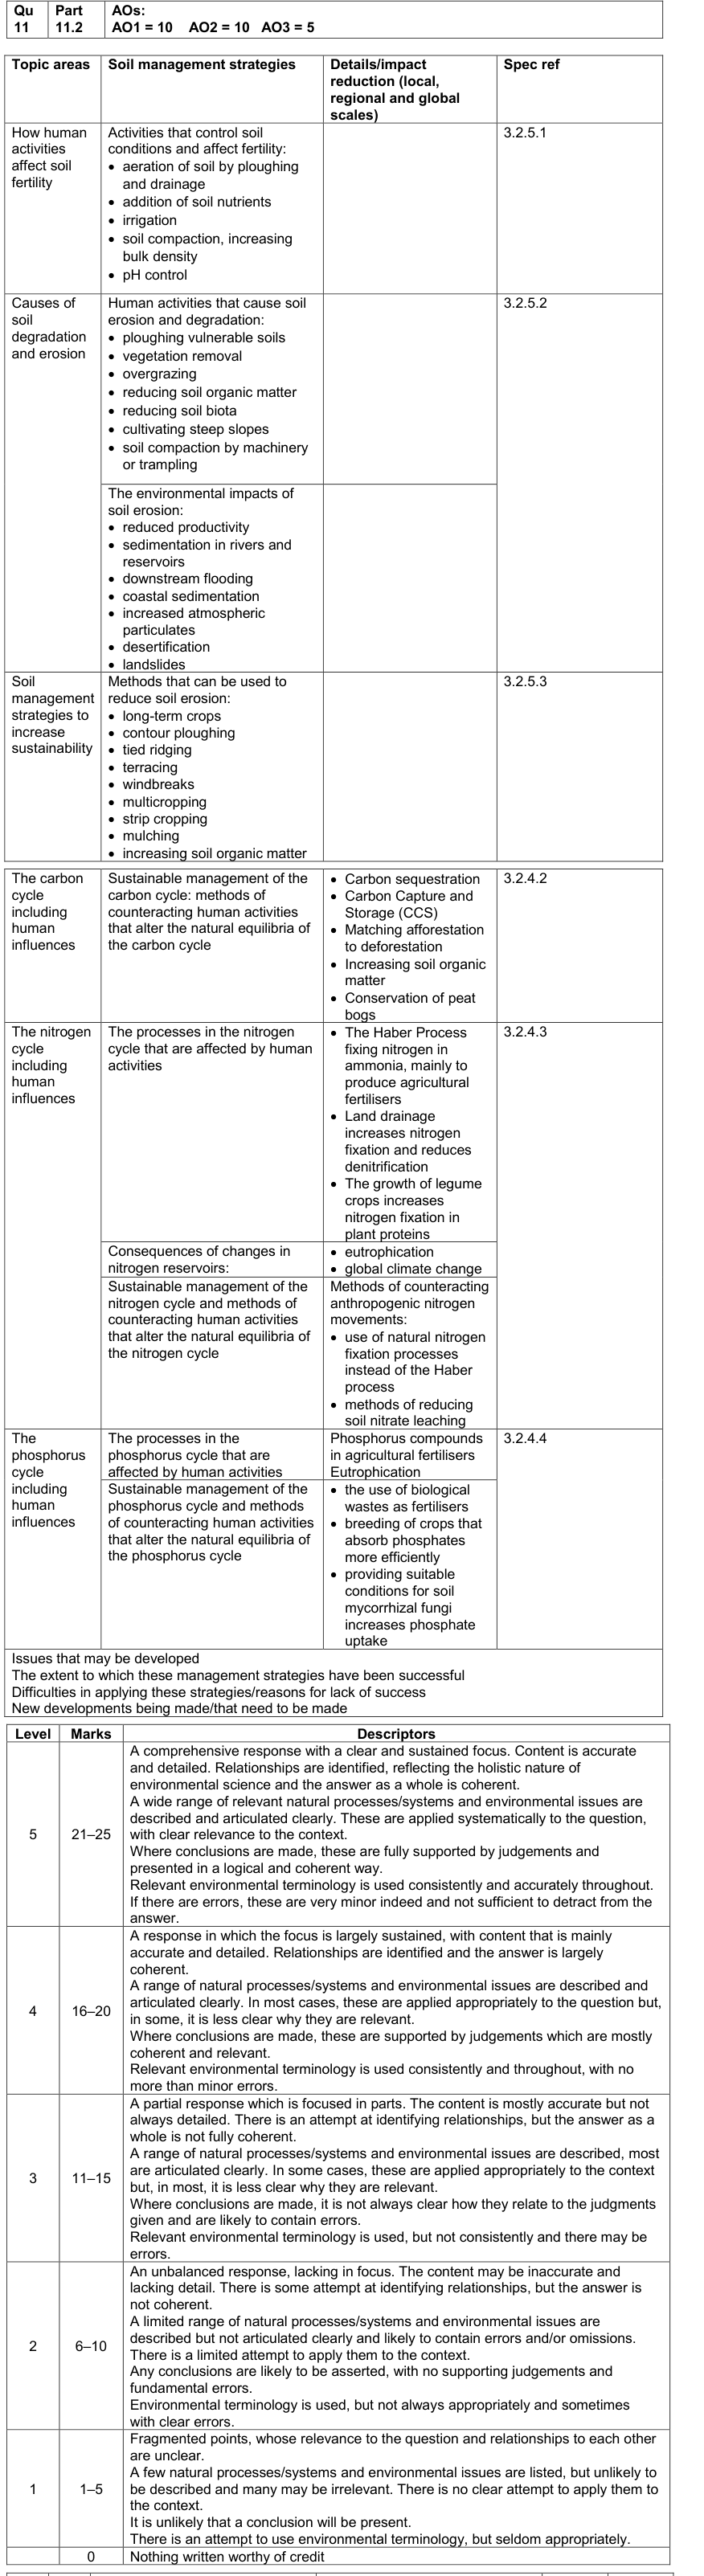 Qu
11
Part
11.2
AOs:
AO1 = 10 AO2 = 10 AO3 = 5
Topic areas
Soil management strategies
Details/impact
reduction (local,
regional and global
scales)
Spec ref
How human
activities
affect soil
fertility
Activities that control soil
conditions and affect fertility:
• aeration of soil by ploughing
and drainage
• addition of soil nutrients
• irrigation
• soil compaction, increasing
bulk density
• pH control
3.2.5.1
Causes of
soil
degradation
and erosion
Human activities that cause soil
erosion and degradation:
• ploughing vulnerable soils
• vegetation removal
• overgrazing
• reducing soil organic matter
• reducing soil biota
• cultivating steep slopes
• soil compaction by machinery
or trampling
3.2.5.2
The environmental impacts of
soil erosion:
• reduced productivity
• sedimentation in rivers and
reservoirs
• downstream flooding
• coastal sedimentation
• increased atmospheric
particulates
• desertification
• landslides
Soil
management
strategies to
increase
sustainability
Methods that can be used to
reduce soil erosion:
• long-term crops
• contour ploughing
• tied ridging
• terracing
• windbreaks
• multicropping
• strip cropping
• mulching
• increasing soil organic matter
3.2.5.3
The carbon
cycle
including
human
influences
Sustainable management of the
carbon cycle: methods of
counteracting human activities
that alter the natural equilibria of
the carbon cycle
• Carbon sequestration
• Carbon Capture and
Storage (CCS)
• Matching afforestation
to deforestation
• Increasing soil organic
matter
• Conservation of peat
bogs
3.2.4.2
The nitrogen
cycle
including
human
influences
The processes in the nitrogen
cycle that are affected by human
activities
• The Haber Process
fixing nitrogen in
ammonia, mainly to
produce agricultural
fertilisers
• Land drainage
increases nitrogen
fixation and reduces
denitrification
• The growth of legume
crops increases
nitrogen fixation in
plant proteins
3.2.4.3
Consequences of changes in
nitrogen reservoirs:
• eutrophication
• global climate change
Sustainable management of the
nitrogen cycle and methods of
counteracting human activities
that alter the natural equilibria of
the nitrogen cycle
Methods of counteracting
anthropogenic nitrogen
movements:
• use of natural nitrogen
fixation processes
instead of the Haber
process
• methods of reducing
soil nitrate leaching
The
phosphorus
cycle
including
human
influences
The processes in the
phosphorus cycle that are
affected by human activities
Phosphorus compounds
in agricultural fertilisers
Eutrophication
3.2.4.4
Sustainable management of the
phosphorus cycle and methods
of counteracting human activities
that alter the natural equilibria of
the phosphorus cycle
• the use of biological
wastes as fertilisers
• breeding of crops that
absorb phosphates
more efficiently
• providing suitable
conditions for soil
mycorrhizal fungi
increases phosphate
uptake
Issues that may be developed
The extent to which these management strategies have been successful
Difficulties in applying these strategies/reasons for lack of success
New developments being made/that need to be made
Level
Marks
Descriptors
5
21–25
A comprehensive response with a clear and sustained focus. Content is accurate
and detailed. Relationships are identified, reflecting the holistic nature of
environmental science and the answer as a whole is coherent.
A wide range of relevant natural processes/systems and environmental issues are
described and articulated clearly. These are applied systematically to the question,
with clear relevance to the context.
Where conclusions are made, these are fully supported by judgements and
presented in a logical and coherent way.
Relevant environmental terminology is used consistently and accurately throughout.
If there are errors, these are very minor indeed and not sufficient to detract from the
answer.
4
16–20
A response in which the focus is largely sustained, with content that is mainly
accurate and detailed. Relationships are identified and the answer is largely
coherent.
A range of natural processes/systems and environmental issues are described and
articulated clearly. In most cases, these are applied appropriately to the question but,
in some, it is less clear why they are relevant.
Where conclusions are made, these are supported by judgements which are mostly
coherent and relevant.
Relevant environmental terminology is used consistently and throughout, with no
more than minor errors.
3
11–15
A partial response which is focused in parts. The content is mostly accurate but not
always detailed. There is an attempt at identifying relationships, but the answer as a
whole is not fully coherent.
A range of natural processes/systems and environmental issues are described, most
are articulated clearly. In some cases, these are applied appropriately to the context
but, in most, it is less clear why they are relevant.
Where conclusions are made, it is not always clear how they relate to the judgments
given and are likely to contain errors.
Relevant environmental terminology is used, but not consistently and there may be
errors.
2
6–10
An unbalanced response, lacking in focus. The content may be inaccurate and
lacking detail. There is some attempt at identifying relationships, but the answer is
not coherent.
A limited range of natural processes/systems and environmental issues are
described but not articulated clearly and likely to contain errors and/or omissions.
There is a limited attempt to apply them to the context.
Any conclusions are likely to be asserted, with no supporting judgements and
fundamental errors.
Environmental terminology is used, but not always appropriately and sometimes
with clear errors.
1
1–5
Fragmented points, whose relevance to the question and relationships to each other
are unclear.
A few natural processes/systems and environmental issues are listed, but unlikely to
be described and many may be irrelevant. There is no clear attempt to apply them to
the context.
It is unlikely that a conclusion will be present.
There is an attempt to use environmental terminology, but seldom appropriately.
0
Nothing written worthy of credit